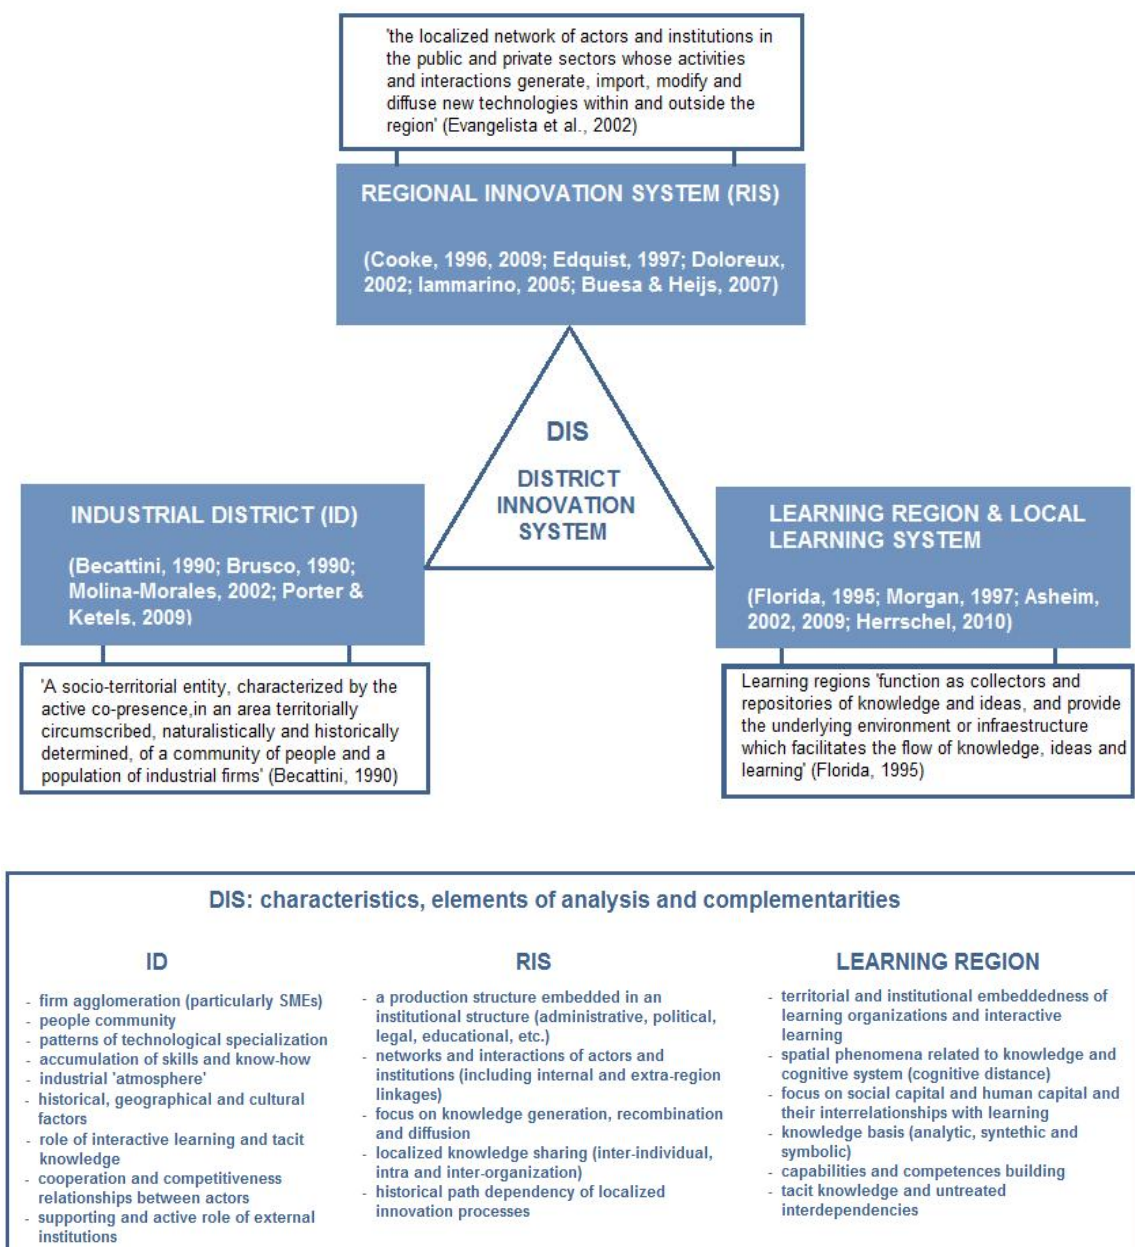 'the localized network of actors and institutions in
the public and private sectors whose activities
and interactions generate, import, modify and
diffuse new technologies within and outside the
region' (Evangelista et al., 2002)
REGIONAL INNOVATION SYSTEM (RIS)
(Cooke, 1996, 2009; Edquist, 1997; Doloreux,
2002; Iammarino, 2005; Buesa & Heijs, 2007)
DIS
DISTRICT
INNOVATION
SYSTEM
INDUSTRIAL DISTRICT (ID)
(Becattini, 1990; Brusco, 1990;
Molina-Morales, 2002; Porter &
Ketels, 2009)
'A socio-territorial entity, characterized by the
active co-presence,in an area territorially
circumscribed, naturalistically and historically
determined, of a community of people and a
population of industrial firms' (Becattini, 1990)
LEARNING REGION & LOCAL
LEARNING SYSTEM
(Florida, 1995; Morgan, 1997; Asheim,
2002, 2009; Herrschel, 2010)
Learning regions 'function as collectors and
repositories of knowledge and ideas, and provide
the underlying environment or infraestructure
which facilitates the flow of knowledge, ideas and
learning' (Florida, 1995)
DIS: characteristics, elements of analysis and complementarities
ID
- firm agglomeration (particularly SMEs)
- people community
- patterns of technological specialization
- accumulation of skills and know-how
- industrial 'atmosphere'
- historical, geographical and cultural
factors
- role of interactive learning and tacit
knowledge
- cooperation and competitiveness
relationships between actors
- supporting and active role of external
institutions
RIS
- a production structure embedded in an
institutional structure (administrative, political,
legal, educational, etc.)
- networks and interactions of actors and
institutions (including internal and extra-region
linkages)
- focus on knowledge generation, recombination
and diffusion
- localized knowledge sharing (inter-individual,
intra and inter-organization)
- historical path dependency of localized
innovation processes
LEARNING REGION
- territorial and institutional embeddedness of
learning organizations and interactive
learning
- spatial phenomena related to knowledge and
cognitive system (cognitive distance)
- focus on social capital and human capital and
their interrelationships with learning
- knowledge basis (analytic, syntethic and
symbolic)
- capabilities and competences building
- tacit knowledge and untreated
interdependencies